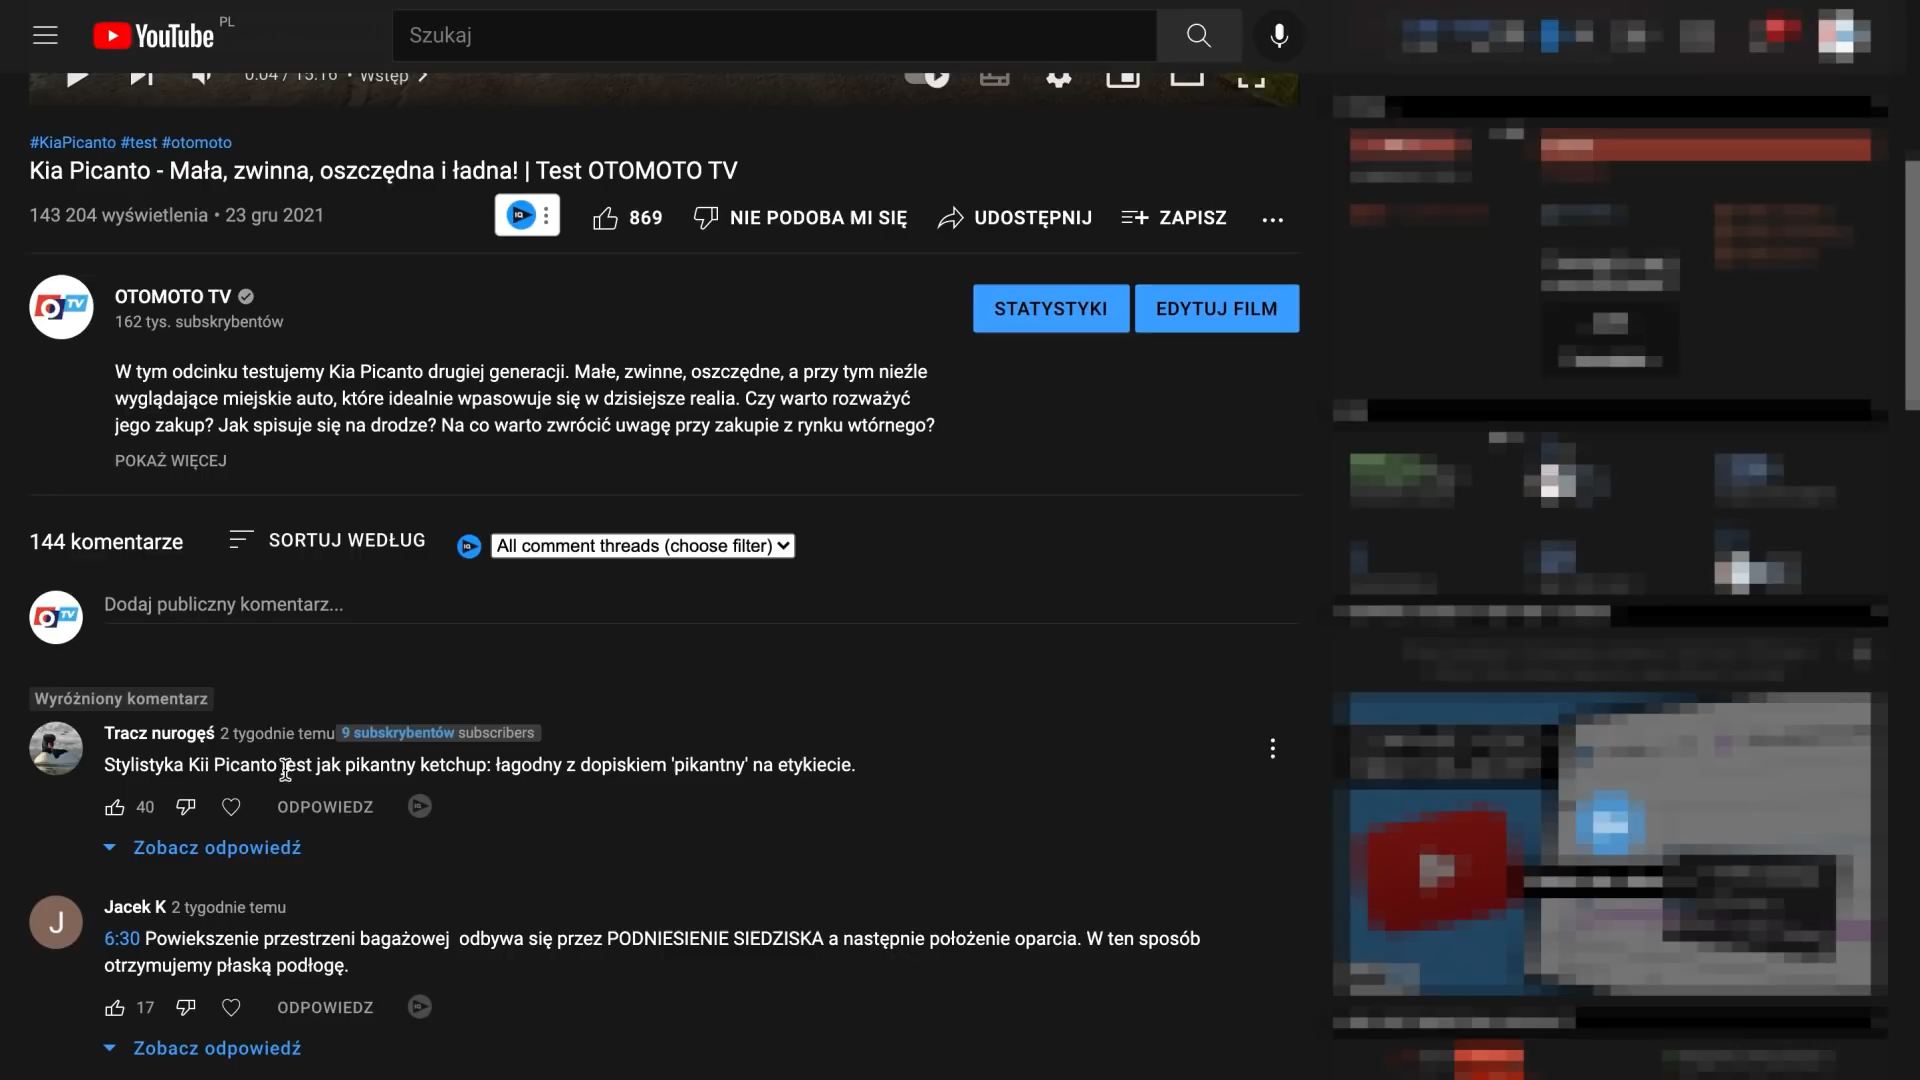 YouTube PL
Szukaj
0:04 / 15:16 • Wstęp
#KiaPicanto #test #otomoto
Kia Picanto - Mała, zwinna, oszczędna i ładna! | Test OTOMOTO TV
143 204 wyświetlenia • 23 gru 2021
IQ
869
NIE PODOBA MI SIĘ
UDOSTĘPNIJ
ZAPISZ
OTOMOTO TV
162 tys. subskrybentów
STATYSTYKI
EDYTUJ FILM
W tym odcinku testujemy Kia Picanto drugiej generacji. Małe, zwinne, oszczędne, a przy tym nieźle
wyglądające miejskie auto, które idealnie wpasowuje się w dzisiejsze realia. Czy warto rozważyć
jego zakup? Jak spisuje się na drodze? Na co warto zwrócić uwagę przy zakupie z rynku wtórnego?
POKAŻ WIĘCEJ
144 komentarze
SORTUJ WEDŁUG
All comment threads (choose filter)
Dodaj publiczny komentarz...
Wyróżniony komentarz
Tracz nurogęś 2 tygodnie temu 9 subskrybentów subscribers
Stylistyka Kii Picanto jest jak pikantny ketchup: łagodny z dopiskiem 'pikantny' na etykiecie.
40 ODPOWIEDZ
Zobacz odpowiedź
J
Jacek K 2 tygodnie temu
6:30 Powiekszenie przestrzeni bagażowej odbywa się przez PODNIESIENIE SIEDZISKA a następnie położenie oparcia. W ten sposób
otrzymujemy płaską podłogę.
17 ODPOWIEDZ
Zobacz odpowiedź